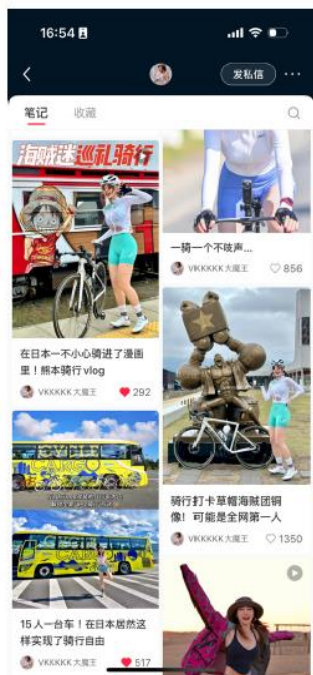 16:54
发私信
笔记
收藏
海贼迷巡礼骑行
在日本一不小心骑进了漫画
里！熊本骑行vlog
VKKKKK大魔王
292
CYCLE
CARGO
CYCLE
CARGO
15人一台车！在日本居然这
样实现了骑行自由
VKKKKK大魔王
517
一骑一个不吱声...
VIKKKKK大魔王
856
骑行打卡草帽海贼团铜
像！可能是全网第一人
VIKKKKK大魔王
1350